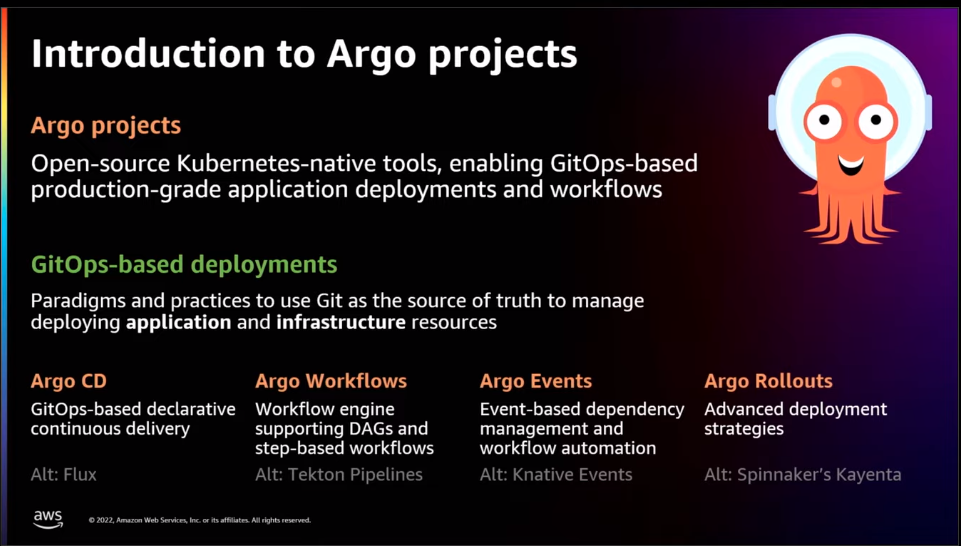 Introduction to Argo projects
Argo projects
Open-source Kubernetes-native tools, enabling GitOps-based
production-grade application deployments and workflows
GitOps-based deployments
Paradigms and practices to use Git as the source of truth to manage
deploying application and infrastructure resources
Argo CD
GitOps-based declarative
continuous delivery
Alt: Flux
Argo Workflows
Workflow engine
supporting DAGs and
step-based workflows
Alt: Tekton Pipelines
Argo Events
Event-based dependency
management and
workflow automation
Alt: Knative Events
Argo Rollouts
Advanced deployment
strategies
Alt: Spinnaker's Kayenta
aws
© 2022, Amazon Web Services, Inc. or its affiliates. All rights reserved.